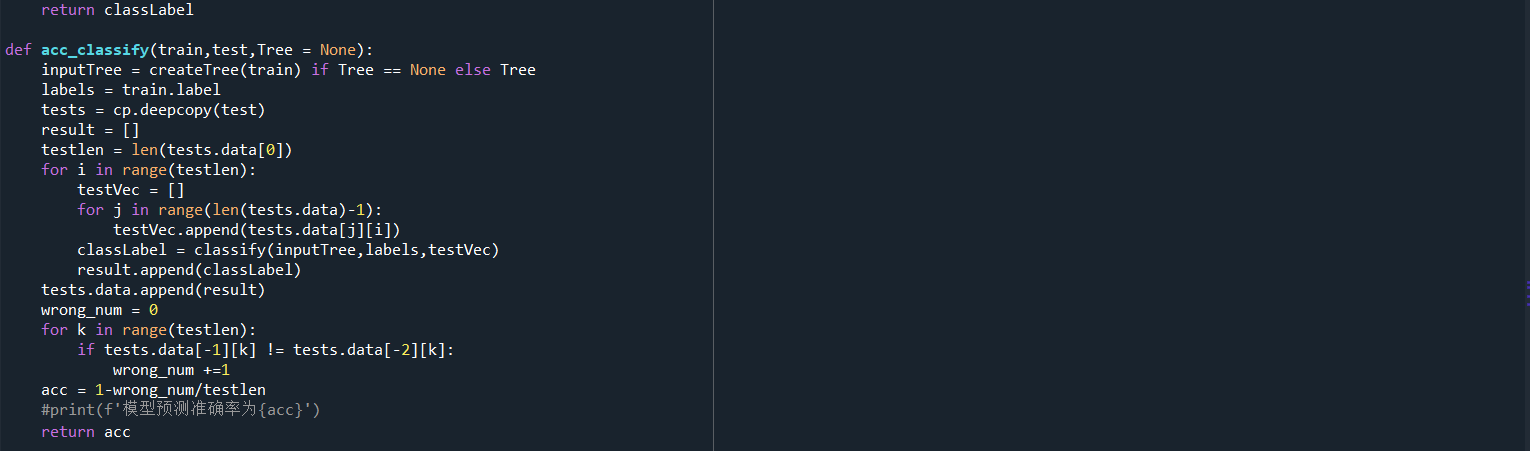 return classLabel

def acc_classify(train,test,Tree = None):
    inputTree = createTree(train) if Tree == None else Tree
    labels = train.label
    tests = cp.deepcopy(test)
    result = []
    testlen = len(tests.data[0])
    for i in range(testlen):
        testVec = []
        for j in range(len(tests.data)-1):
            testVec.append(tests.data[j][i])
        classLabel = classify(inputTree,labels,testVec)
        result.append(classLabel)
    tests.data.append(result)
    wrong_num = 0
    for k in range(testlen):
        if tests.data[-1][k] != tests.data[-2][k]:
            wrong_num +=1
    acc = 1-wrong_num/testlen
    #print(f'模型预测准确率为{acc}')
    return acc